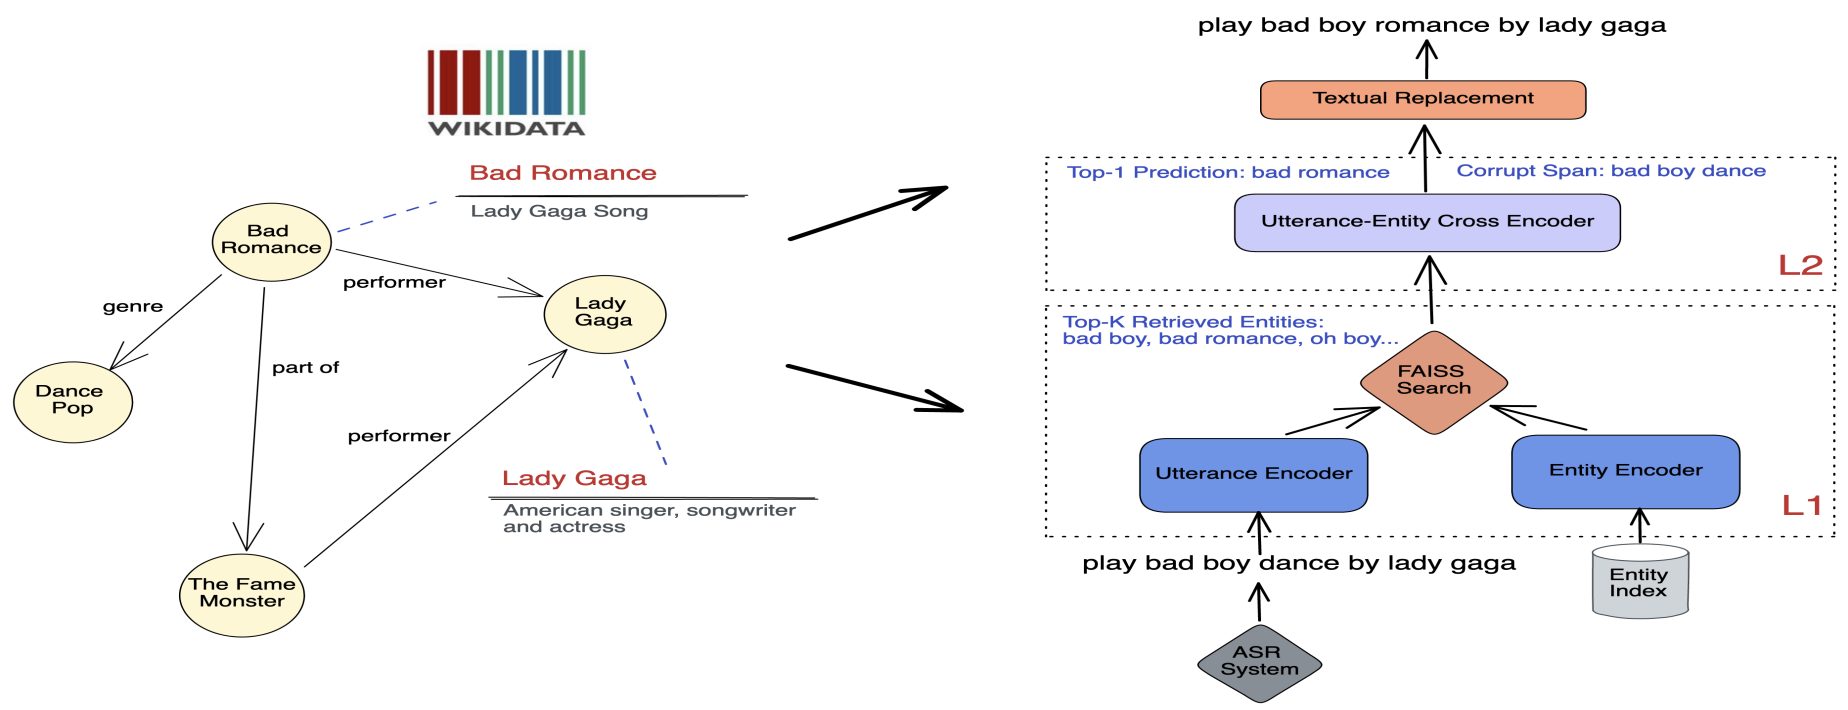 WIKIDATA
Bad Romance
Lady Gaga Song
Bad
Romance
performer
genre
Lady
Gaga
part of
Dance
Pop
performer
Lady Gaga
American singer, songwriter
and actress
The Fame
Monster
play bad boy romance by lady gaga
Textual Replacement
Top-1 Prediction: bad romance
Corrupt Span: bad boy dance
Utterance-Entity Cross Encoder
L2
Top-K Retrieved Entities:
bad boy, bad romance, oh boy...
FAISS
Search
Utterance Encoder
Entity Encoder
L1
play bad boy dance by lady gaga
Entity
Index
ASR
System